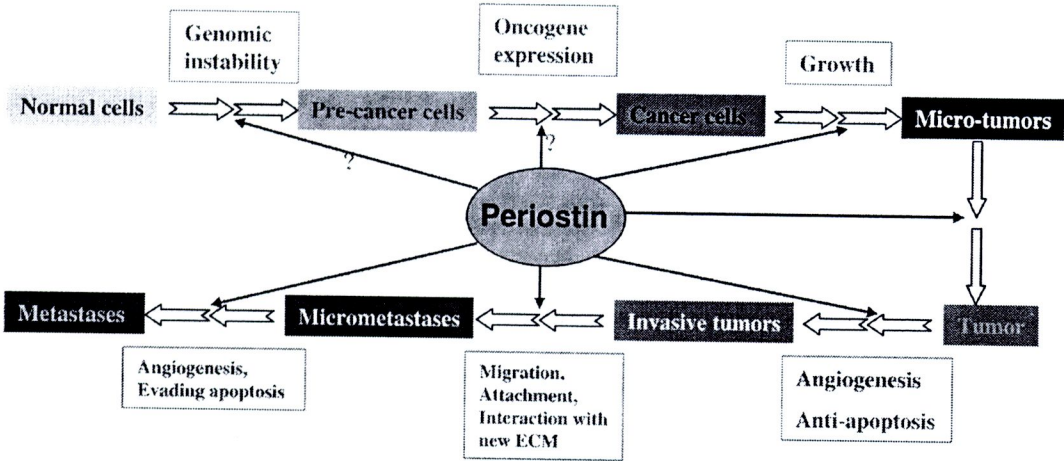 Genomic
instability
Oncogene
expression
Growth
Normal cells
Pre-cancer cells
Cancer cells
Micro-tumors
?
?
Periostin
Metastases
Micrometastases
Invasive tumors
Tumor
Angiogenesis,
Evading apoptosis
Migration,
Attachment,
Interaction with
new ECM
Angiogenesis
Anti-apoptosis